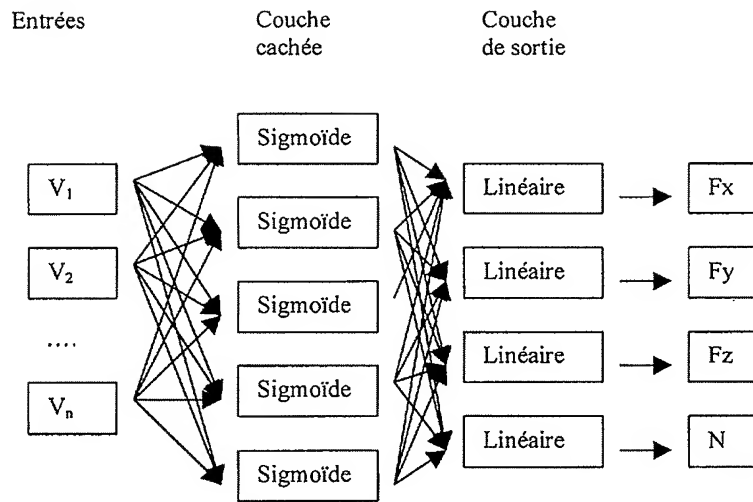 Entrées
Couche
cachée
Couche
de sortie
Sigmoïde
Sigmoïde
Sigmoïde
Sigmoïde
Sigmoïde
V1
V2
....
Vn
Linéaire
Linéaire
Linéaire
Linéaire
Fx
Fy
Fz
N